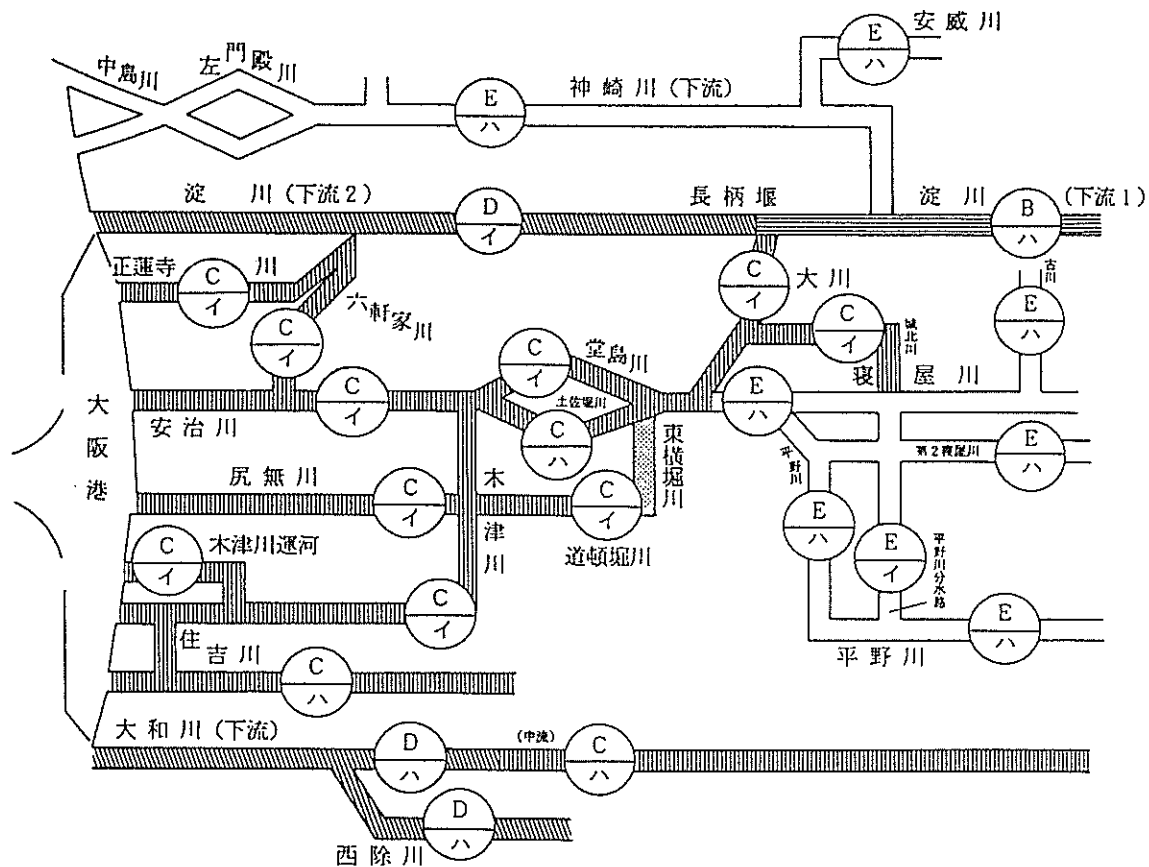 安威川
E
ハ
中島川
左門殿川
神崎川(下流)
E
ハ
淀川(下流2)
D
イ
長柄堰
淀川(下流1)
B
ハ
正蓮寺川
C
イ
六軒家川
C
イ
大川
C
イ
城北川
C
イ
古川
E
ハ
堂島川
C
イ
土佐堀川
C
ハ
安治川
C
イ
寝屋川
E
ハ
第2寝屋川
E
ハ
大阪港
尻無川
C
イ
木津川
C
イ
道頓堀川
C
イ
東横堀川
平野川
E
ハ
平野川分水路
E
イ
平野川
E
ハ
木津川運河
C
イ
住吉川
C
ハ
大和川(下流)
D
ハ
(中流)
C
ハ
西除川
D
ハ